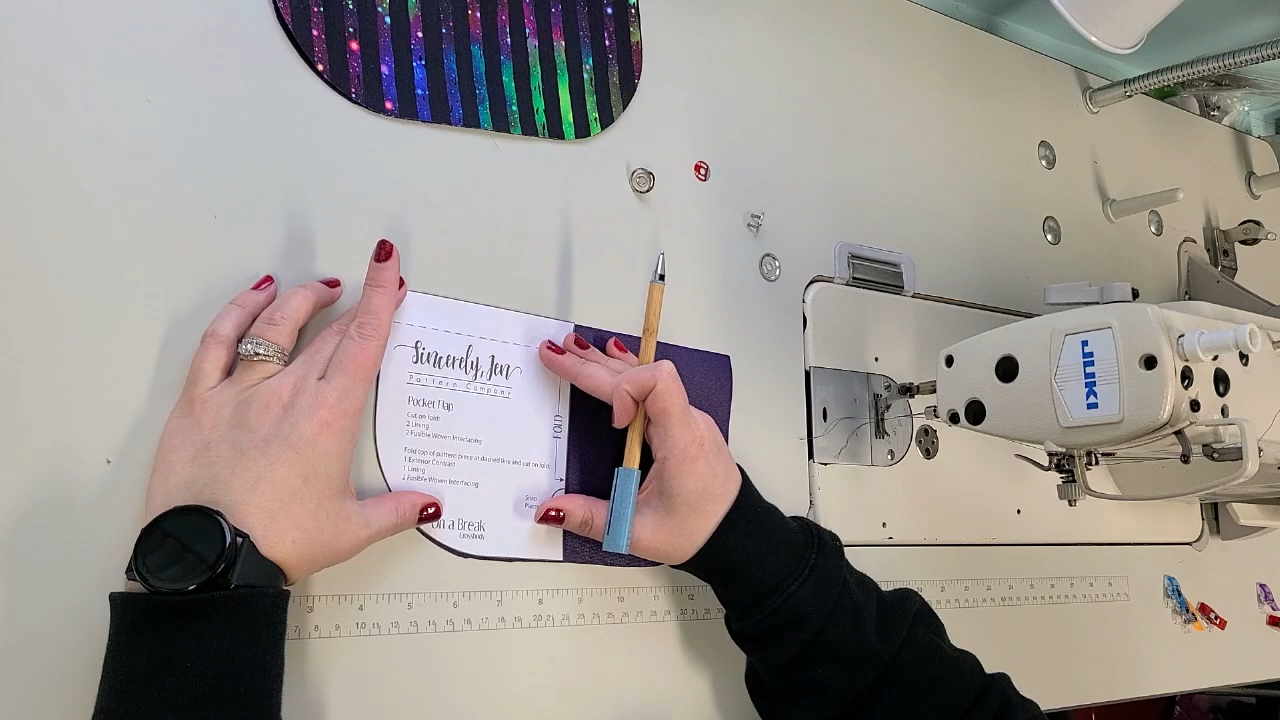 Sincerely, Jen
Pattern Company
Pocket Flap
Cut on fold:
2 Lining
2 Fusible Woven Interfacing
Fold top of pattern piece at dashed line and cut on fold:
1 Exterior Contrast
1 Lining
2 Fusible Woven Interfacing
FOLD
Snap
on a Break
Crossbody
JUKI